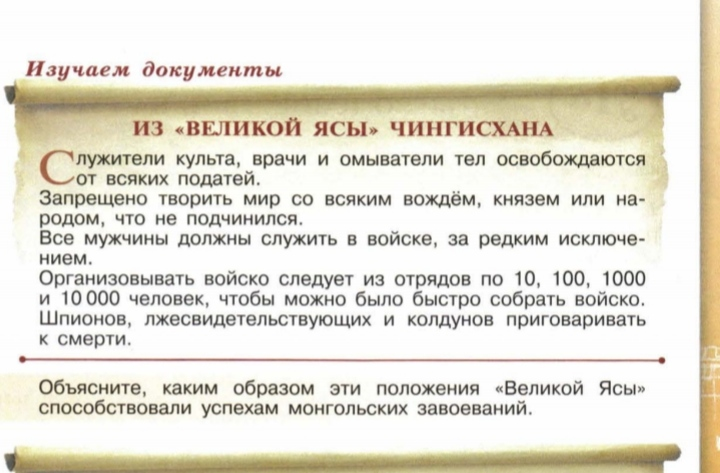 Изучаем документы
ИЗ «ВЕЛИКОЙ ЯСЫ» ЧИНГИСХАНА
Служители культа, врачи и омыватели тел освобождаются
от всяких податей.
Запрещено творить мир со всяким вождём, князем или на-
родом, что не подчинился.
Все мужчины должны служить в войске, за редким исключе-
нием.
Организовывать войско следует из отрядов по 10, 100, 1000
и 10 000 человек, чтобы можно было быстро собрать войско.
Шпионов, лжесвидетельствующих и колдунов приговаривать
к смерти.
Объясните, каким образом эти положения «Великой Ясы»
способствовали успехам монгольских завоеваний.